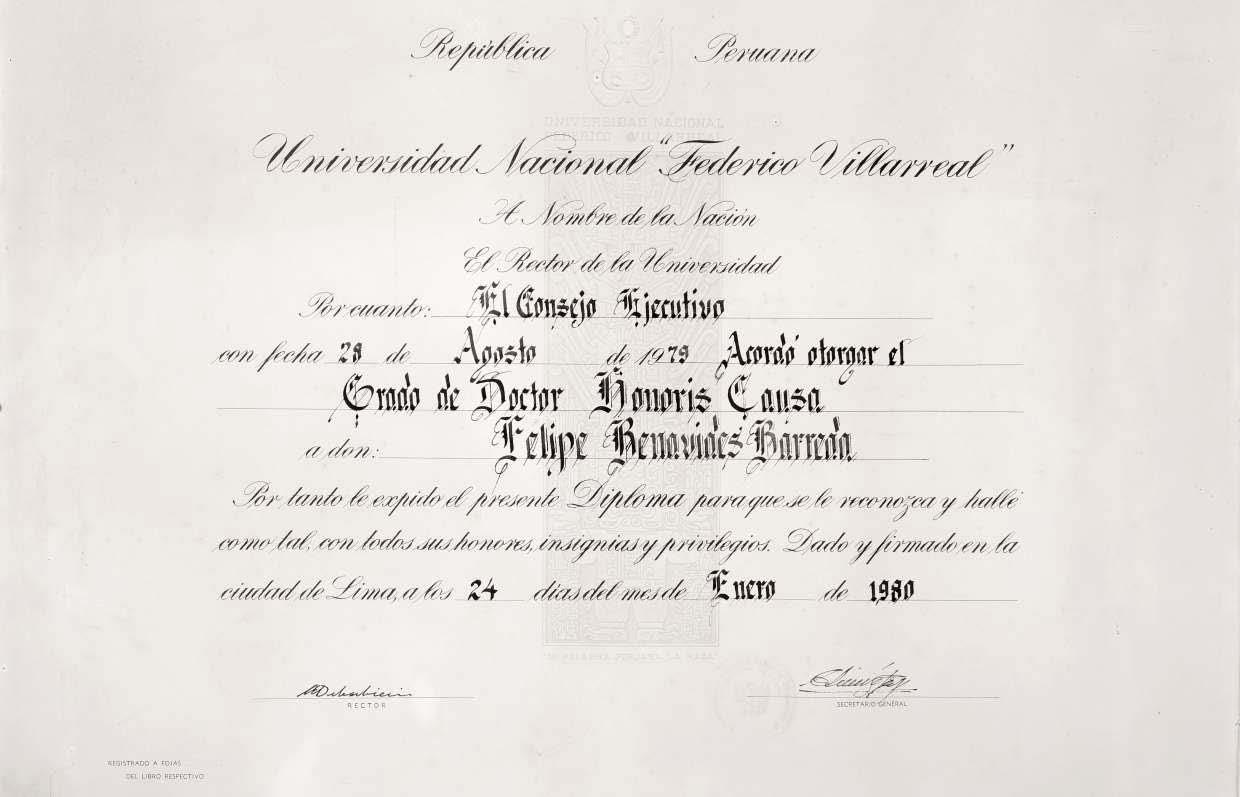 República Peruana
UNIVERSIDAD NACIONAL
FEDERICO VILLARREAL
Universidad Nacional "Federico Villarreal"
A Nombre de la Nación
El Rector de la Universidad
Por cuanto: El Consejo Ejecutivo
con fecha 28 de Agosto de 1979 Acordó otorgar el
Grado de Doctor Honoris Causa
a don: Felipe Benavides Barreda
Por tanto le expido el presente Diploma para que se le reconozca y halle
como tal, con todos sus honores, insignias y privilegios. Dado y firmado en la
ciudad de Lima, a los 24 días del mes de Enero de 1980
RECTOR
SECRETARIO GENERAL
REGISTRADO A FOJAS
DEL LIBRO RESPECTIVO